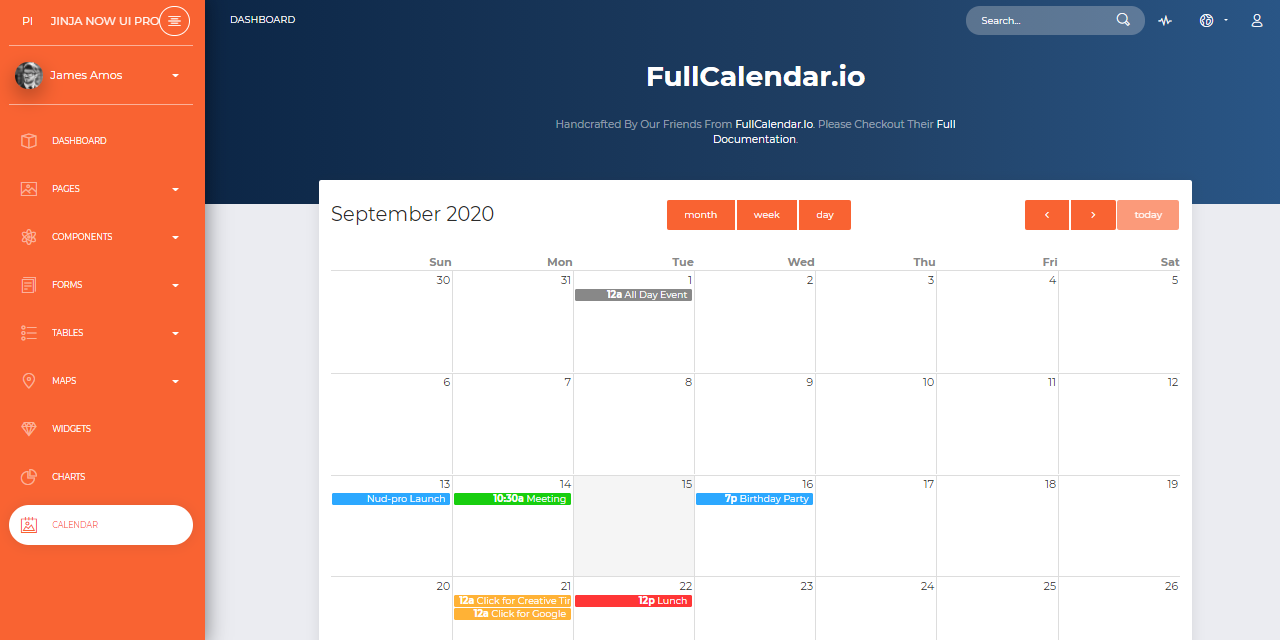 PI JINJA NOW UI PRO
James Amos
DASHBOARD
PAGES
COMPONENTS
FORMS
TABLES
MAPS
WIDGETS
CHARTS
CALENDAR
DASHBOARD
Search...
FullCalendar.io
Handcrafted By Our Friends From FullCalendar.Io. Please Checkout Their Full
Documentation.
September 2020
month week day
today
Sun Mon Tue Wed Thu Fri Sat
30 31 1 2 3 4 5
12a All Day Event
6 7 8 9 10 11 12
13 14 15 16 17 18 19
Nud-pro Launch 10:30a Meeting 7p Birthday Party
20 21 22 23 24 25 26
12a Click for Creative Tir 12p Lunch
12a Click for Google